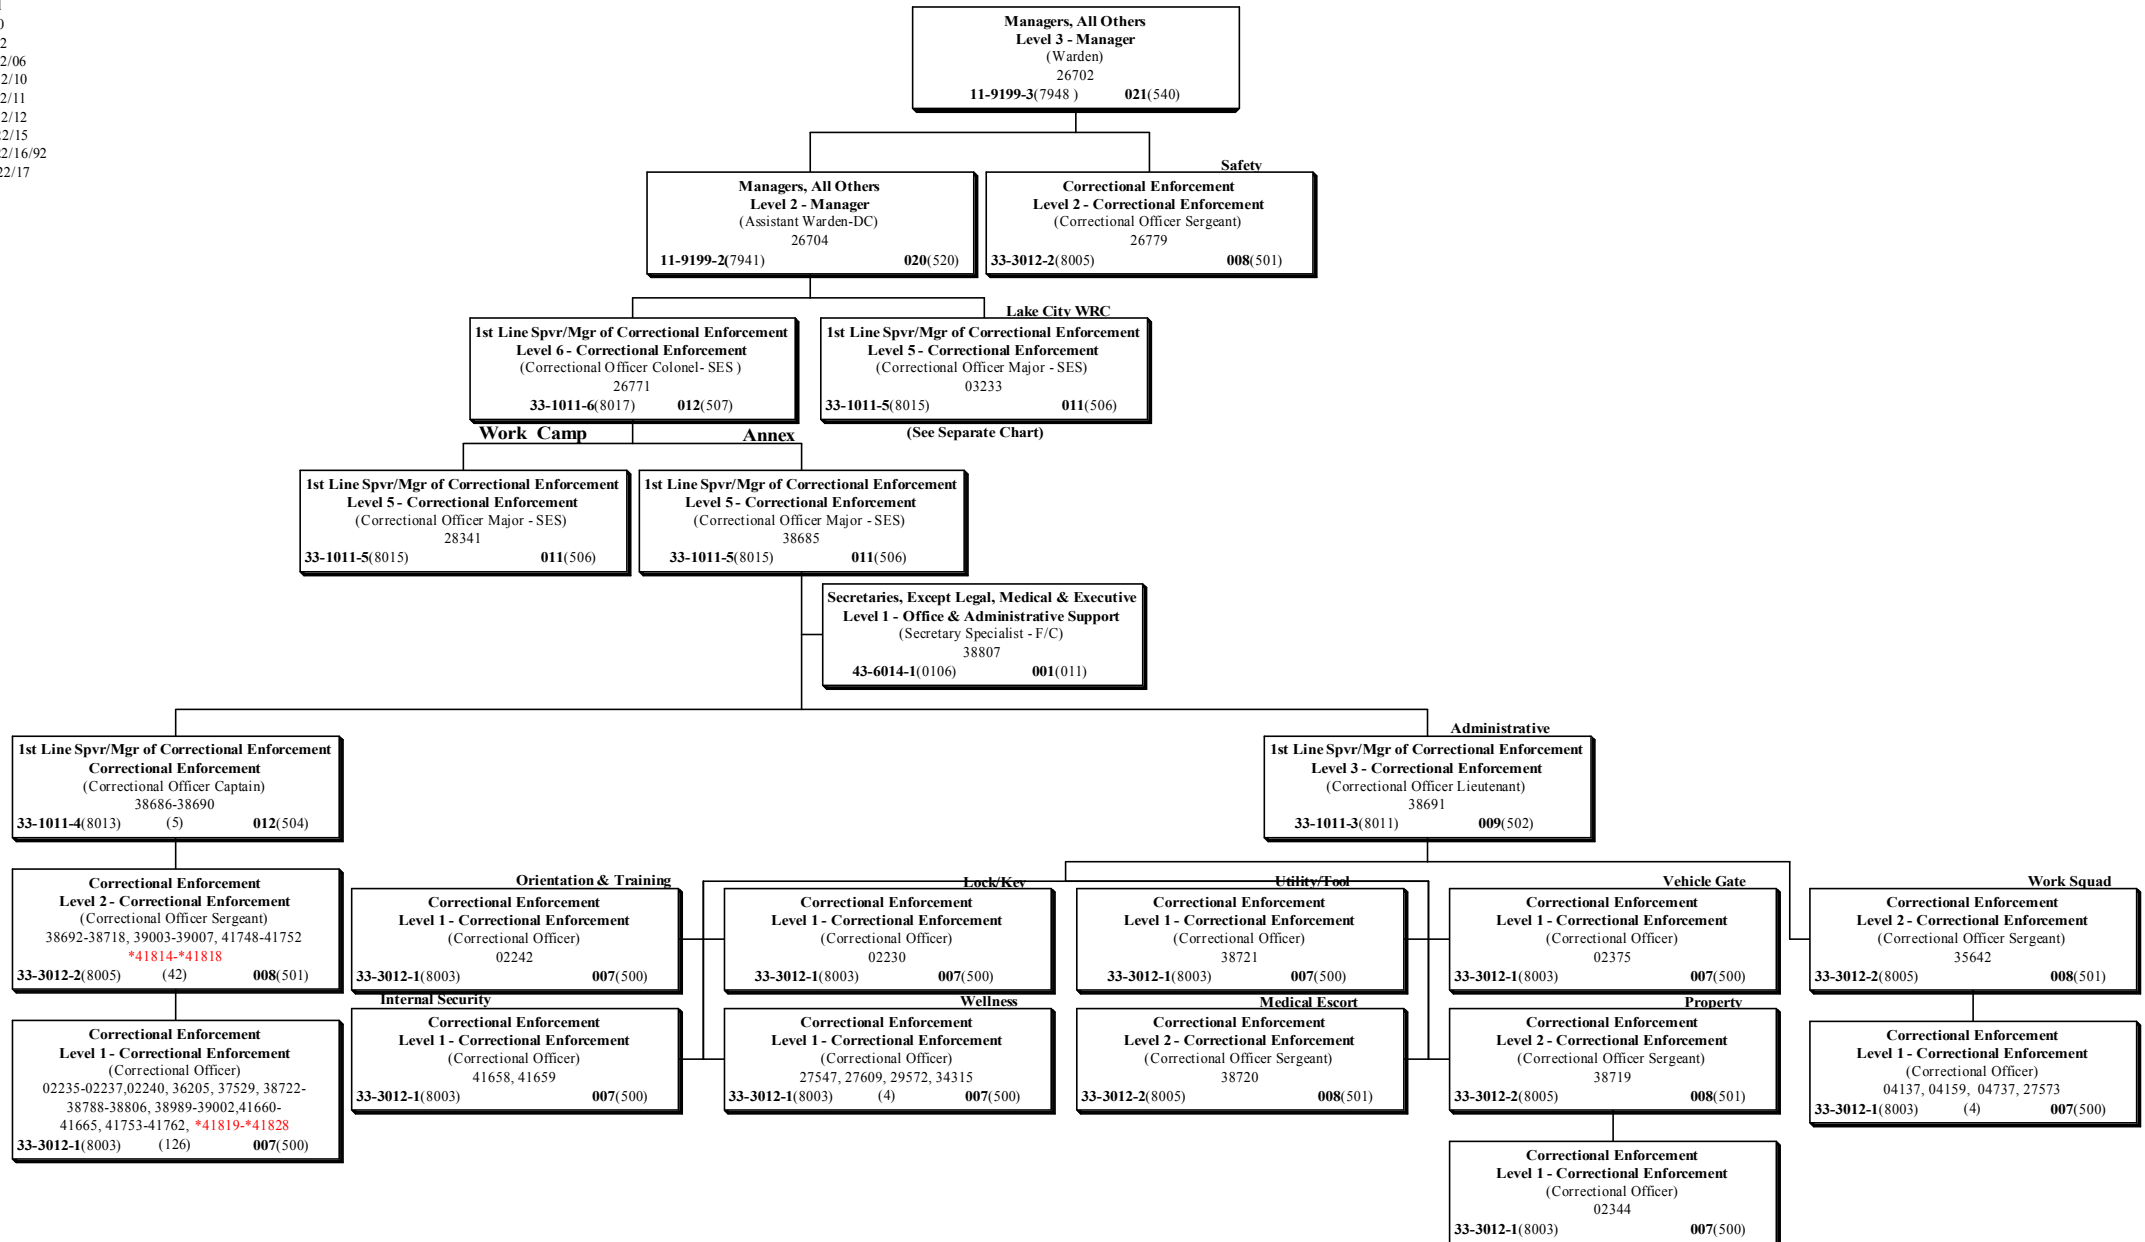 0
2
2/06
2/10
2/11
2/12
22/15
22/16/92
22/17
Managers, All Others
Level 3 - Manager
(Warden)
26702
11-9199-3(7948 ) 021(540)
Managers, All Others
Level 2 - Manager
(Assistant Warden-DC)
26704
11-9199-2(7941) 020(520)
Safety
Correctional Enforcement
Level 2 - Correctional Enforcement
(Correctional Officer Sergeant)
26779
33-3012-2(8005) 008(501)
1st Line Spvr/Mgr of Correctional Enforcement
Level 6 - Correctional Enforcement
(Correctional Officer Colonel- SES )
26771
33-1011-6(8017) 012(507)
Lake City WRC
1st Line Spvr/Mgr of Correctional Enforcement
Level 5 - Correctional Enforcement
(Correctional Officer Major - SES)
03233
33-1011-5(8015) 011(506)
(See Separate Chart)
Work Camp
1st Line Spvr/Mgr of Correctional Enforcement
Level 5 - Correctional Enforcement
(Correctional Officer Major - SES)
28341
33-1011-5(8015) 011(506)
Annex
1st Line Spvr/Mgr of Correctional Enforcement
Level 5 - Correctional Enforcement
(Correctional Officer Major - SES)
38685
33-1011-5(8015) 011(506)
Secretaries, Except Legal, Medical & Executive
Level 1 - Office & Administrative Support
(Secretary Specialist - F/C)
38807
43-6014-1(0106) 001(011)
1st Line Spvr/Mgr of Correctional Enforcement
Correctional Enforcement
(Correctional Officer Captain)
38686-38690
33-1011-4(8013) (5) 012(504)
Administrative
1st Line Spvr/Mgr of Correctional Enforcement
Level 3 - Correctional Enforcement
(Correctional Officer Lieutenant)
38691
33-1011-3(8011) 009(502)
Correctional Enforcement
Level 2 - Correctional Enforcement
(Correctional Officer Sergeant)
38692-38718, 39003-39007, 41748-41752
*41814-*41818
33-3012-2(8005) (42) 008(501)
Orientation & Training
Correctional Enforcement
Level 1 - Correctional Enforcement
(Correctional Officer)
02242
33-3012-1(8003) 007(500)
Lock/Key
Correctional Enforcement
Level 1 - Correctional Enforcement
(Correctional Officer)
02230
33-3012-1(8003) 007(500)
Utility/Tool
Correctional Enforcement
Level 1 - Correctional Enforcement
(Correctional Officer)
38721
33-3012-1(8003) 007(500)
Vehicle Gate
Correctional Enforcement
Level 1 - Correctional Enforcement
(Correctional Officer)
02375
33-3012-1(8003) 007(500)
Work Squad
Correctional Enforcement
Level 2 - Correctional Enforcement
(Correctional Officer Sergeant)
35642
33-3012-2(8005) 008(501)
Correctional Enforcement
Level 1 - Correctional Enforcement
(Correctional Officer)
02235-02237,02240, 36205, 37529, 38722-
38788-38806, 38989-39002,41660-
41665, 41753-41762, *41819-*41828
33-3012-1(8003) (126) 007(500)
Internal Security
Correctional Enforcement
Level 1 - Correctional Enforcement
(Correctional Officer)
41658, 41659
33-3012-1(8003) 007(500)
Wellness
Correctional Enforcement
Level 1 - Correctional Enforcement
(Correctional Officer)
27547, 27609, 29572, 34315
33-3012-1(8003) (4) 007(500)
Medical Escort
Correctional Enforcement
Level 2 - Correctional Enforcement
(Correctional Officer Sergeant)
38720
33-3012-2(8005) 008(501)
Property
Correctional Enforcement
Level 2 - Correctional Enforcement
(Correctional Officer Sergeant)
38719
33-3012-2(8005) 008(501)
Correctional Enforcement
Level 1 - Correctional Enforcement
(Correctional Officer)
04137, 04159, 04737, 27573
33-3012-1(8003) (4) 007(500)
Correctional Enforcement
Level 1 - Correctional Enforcement
(Correctional Officer)
02344
33-3012-1(8003) 007(500)